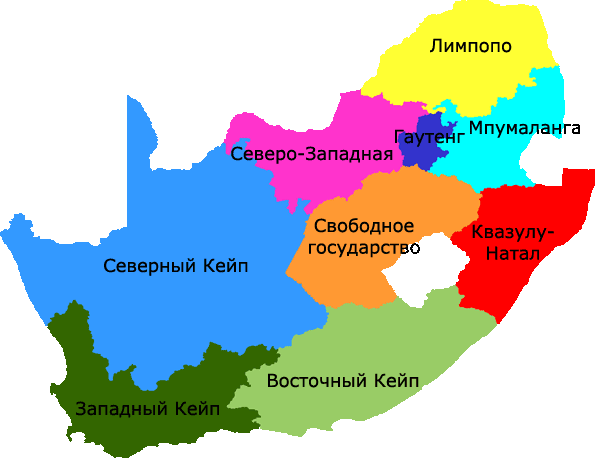 Лимпопо
Мпумаланга
Гаутенг
Северо-Западная
Свободное
государство
Квазулу-
Натал
Северный Кейп
Восточный Кейп
Западный Кейп